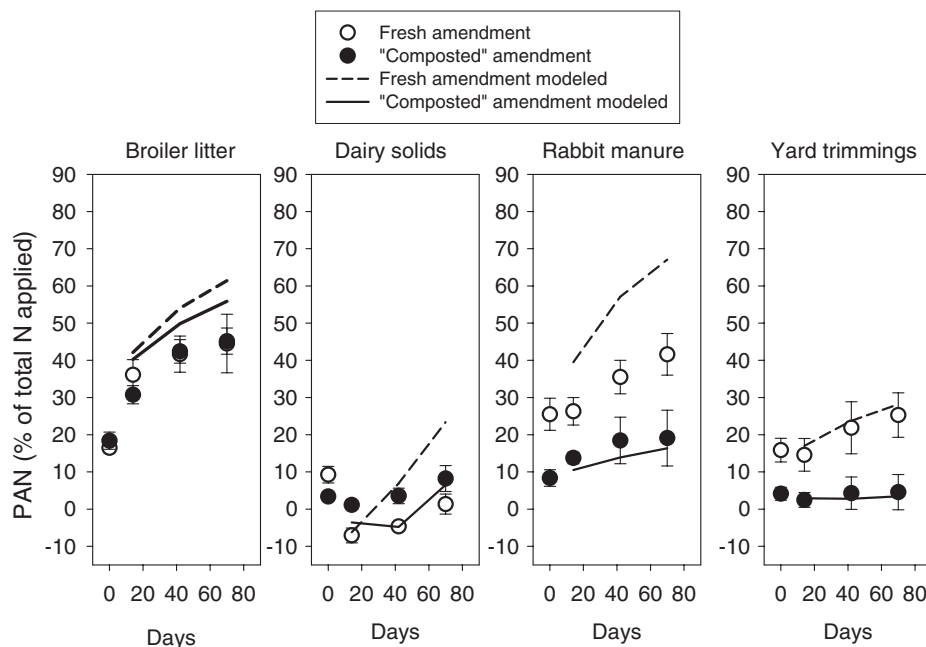 Fresh amendment
"Composted" amendment
Fresh amendment modeled
"Composted" amendment modeled
Broiler litter
Dairy solids
Rabbit manure
Yard trimmings
PAN (% of total N applied)
90 90 90 90
80 80 80 80
70 70 70 70
60 60 60 60
50 50 50 50
40 40 40 40
30 30 30 30
20 20 20 20
10 10 10 10
0 0 0 0
-10 -10 -10 -10
0 20 40 60 80 0 20 40 60 80 0 20 40 60 80 0 20 40 60 80
Days Days Days Days